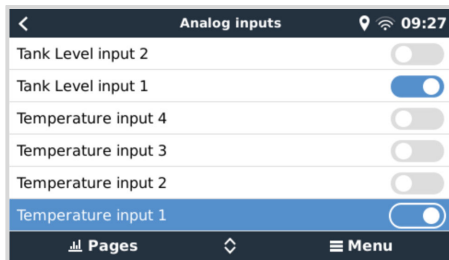 Analog inputs 09:27
Tank Level input 2
Tank Level input 1
Temperature input 4
Temperature input 3
Temperature input 2
Temperature input 1
Pages Menu